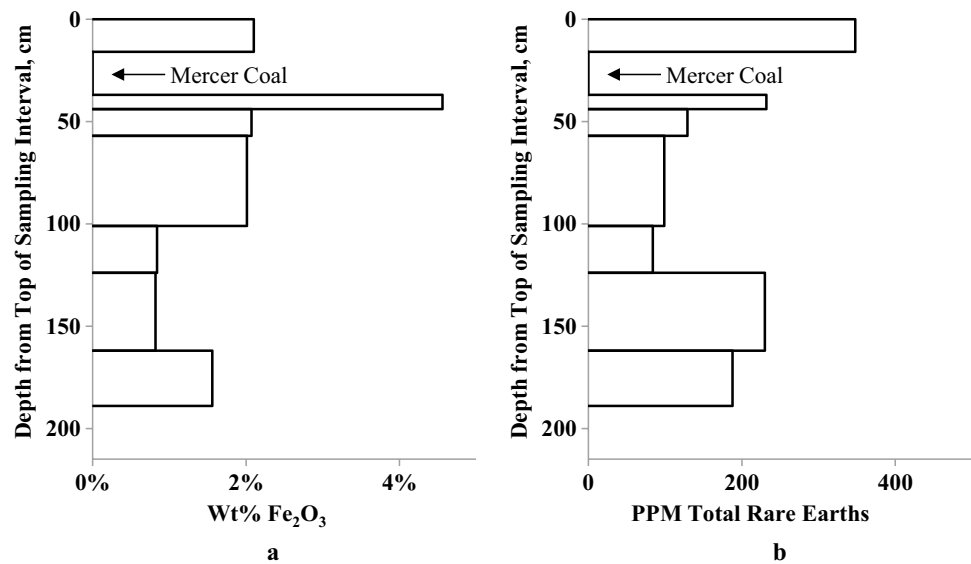 Depth from Top of Sampling Interval, cm
0
50
100
150
200
Mercer Coal
0%
2%
4%
Wt% Fe₂O₃
a
Depth from Top of Sampling Interval, cm
0
50
100
150
200
Mercer Coal
0
200
400
PPM Total Rare Earths
b